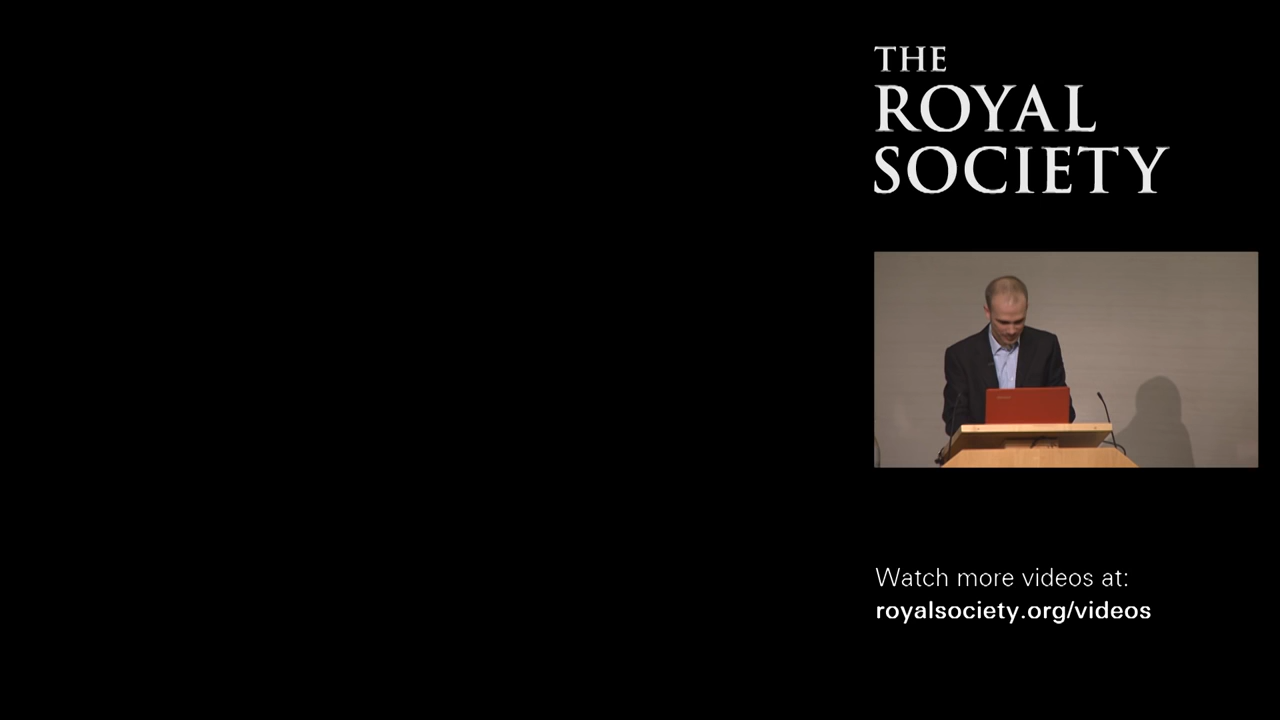 THE
ROYAL
SOCIETY
Watch more videos at:
royalsociety.org/videos